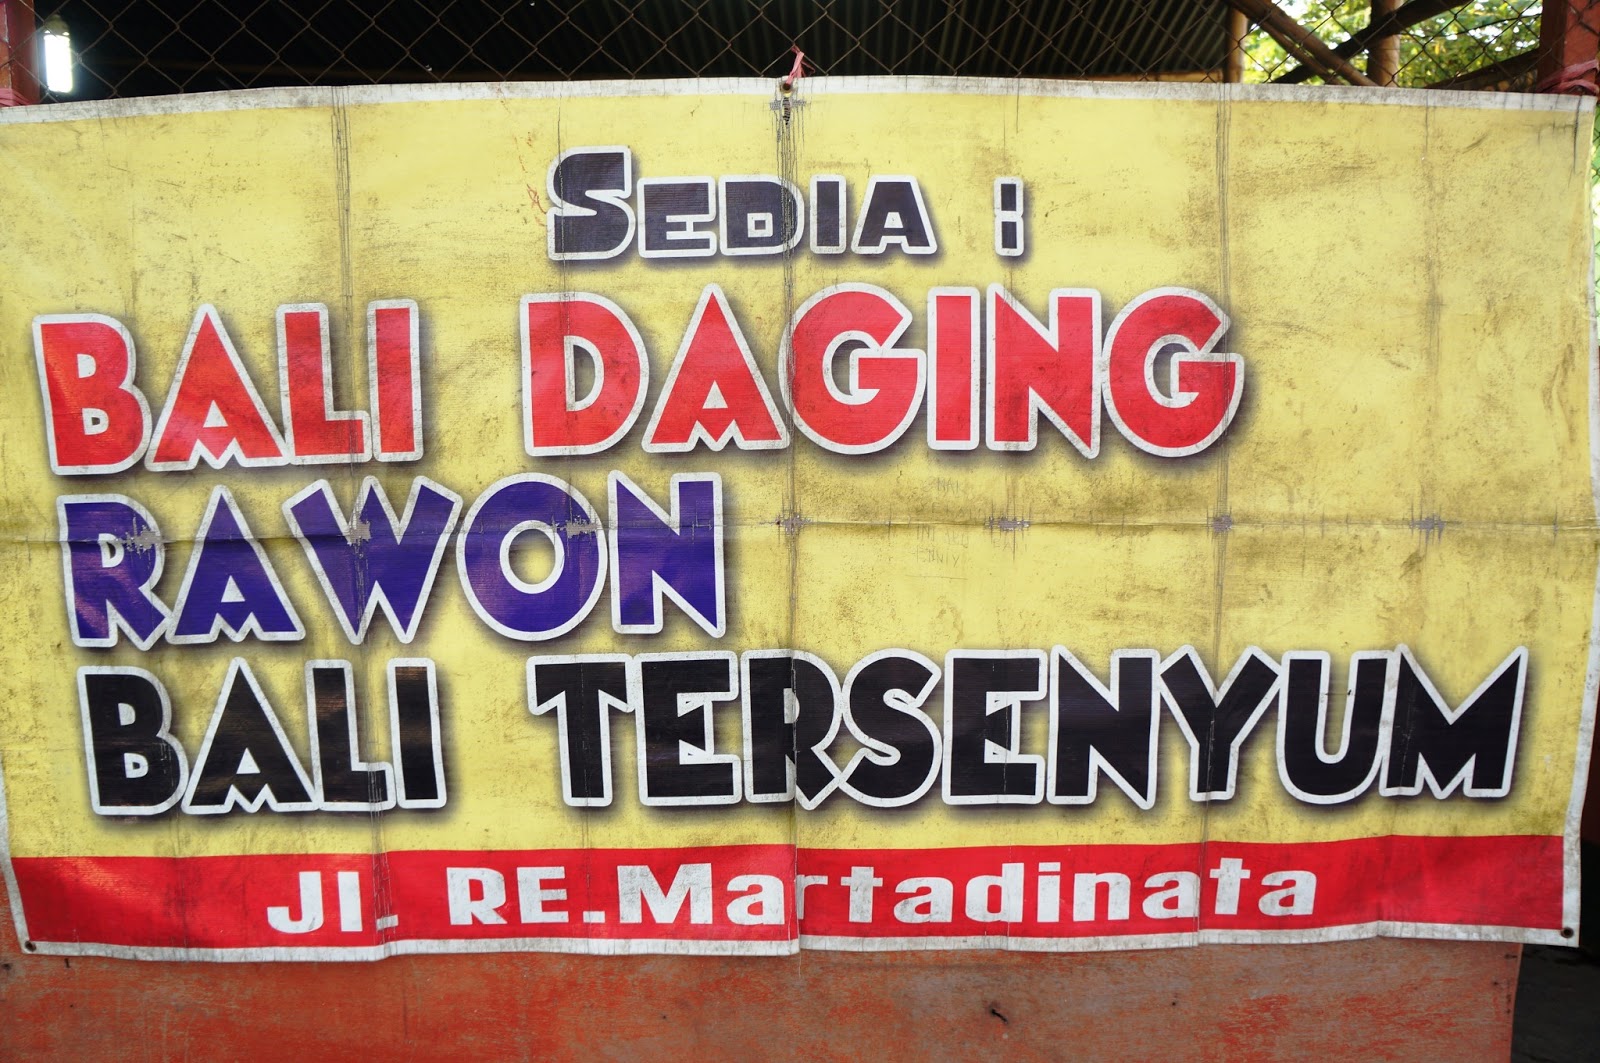 SEDIA :
BALI DAGING
RAWON
BALI TERSENYUM
Jl. RE.Martadinata